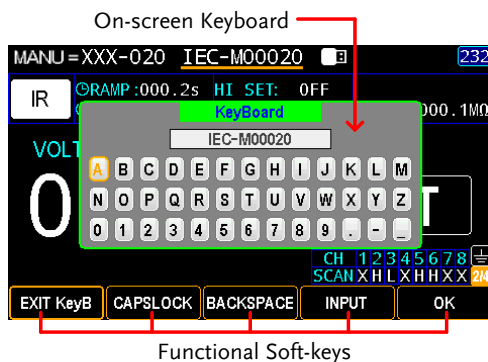 On-screen Keyboard
MANU=XXX-020 IEC-M00020 232
IR RAMP:000.2s HI SET: OFF
KeyBoard
000.1MΩ
IEC-M00020
VOLT
A B C D E F G H I J K L M
N O P Q R S T U V W X Y Z
0 1 2 3 4 5 6 7 8 9 . - _
0 T
CH 1 2 3 4 5 6 7 8
SCAN X H L X H H X X 2/4
EXIT KeyB CAPSLOCK BACKSPACE INPUT OK
Functional Soft-keys